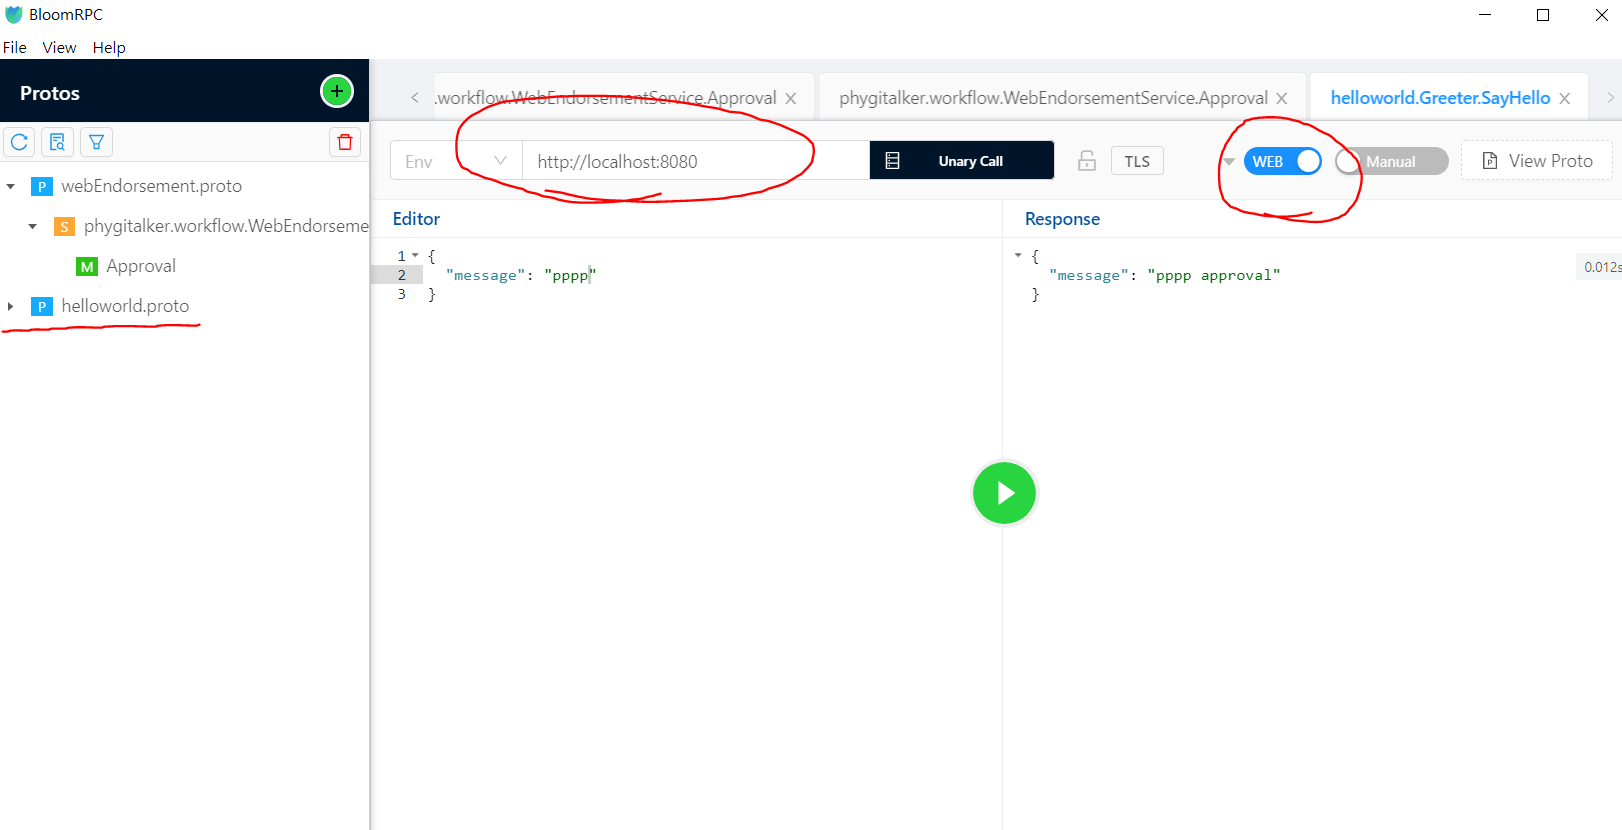 BloomRPC
File View Help
Protos
.workflow.WebEndorsementService.Approval
phygitalker.workflow.WebEndorsementService.Approval
helloworld.Greeter.SayHello
Env
http://localhost:8080
Unary Call
TLS
WEB
Manual
View Proto
P webEndorsement.proto
S phygitalker.workflow.WebEndorseme
M Approval
P helloworld.proto
Editor
1 {
2 "message": "pppp"
3 }
Response
{
"message": "pppp approval"
}
0.012s